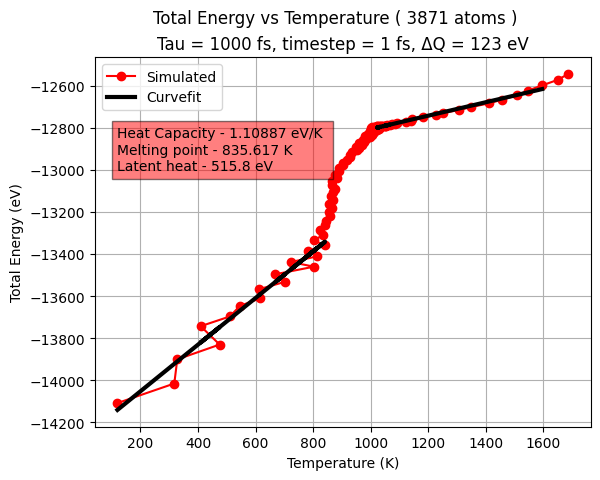 Total Energy vs Temperature ( 3871 atoms )
Tau = 1000 fs, timestep = 1 fs, ΔQ = 123 eV
Simulated
Curvefit
Heat Capacity - 1.10887 eV/K
Melting point - 835.617 K
Latent heat - 515.8 eV
Total Energy (eV)
−12600
−12800
−13000
−13200
−13400
−13600
−13800
−14000
−14200
200 400 600 800 1000 1200 1400 1600
Temperature (K)